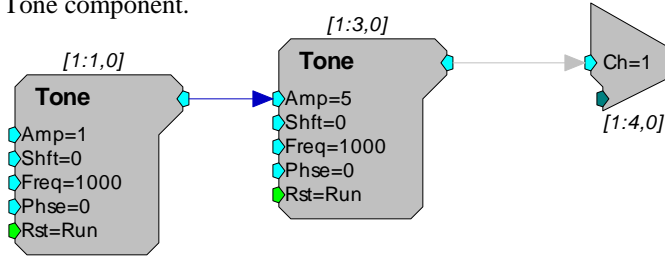 Tone component.
[1:1,0]
Tone
Amp=1
Shft=0
Freq=1000
Phse=0
Rst=Run
[1:3,0]
Tone
Amp=5
Shft=0
Freq=1000
Phse=0
Rst=Run
Ch=1
[1:4,0]